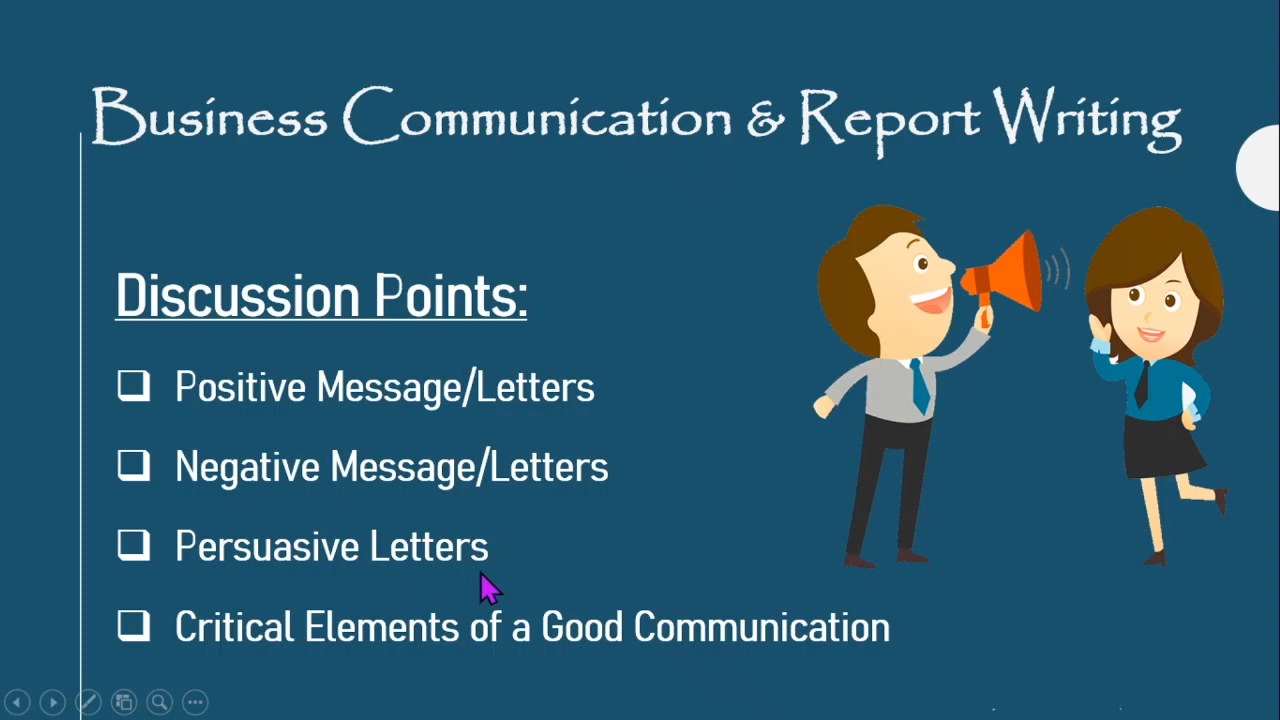 Business Communication & Report Writing
Discussion Points:
Positive Message/Letters
Negative Message/Letters
Persuasive Letters
Critical Elements of a Good Communication